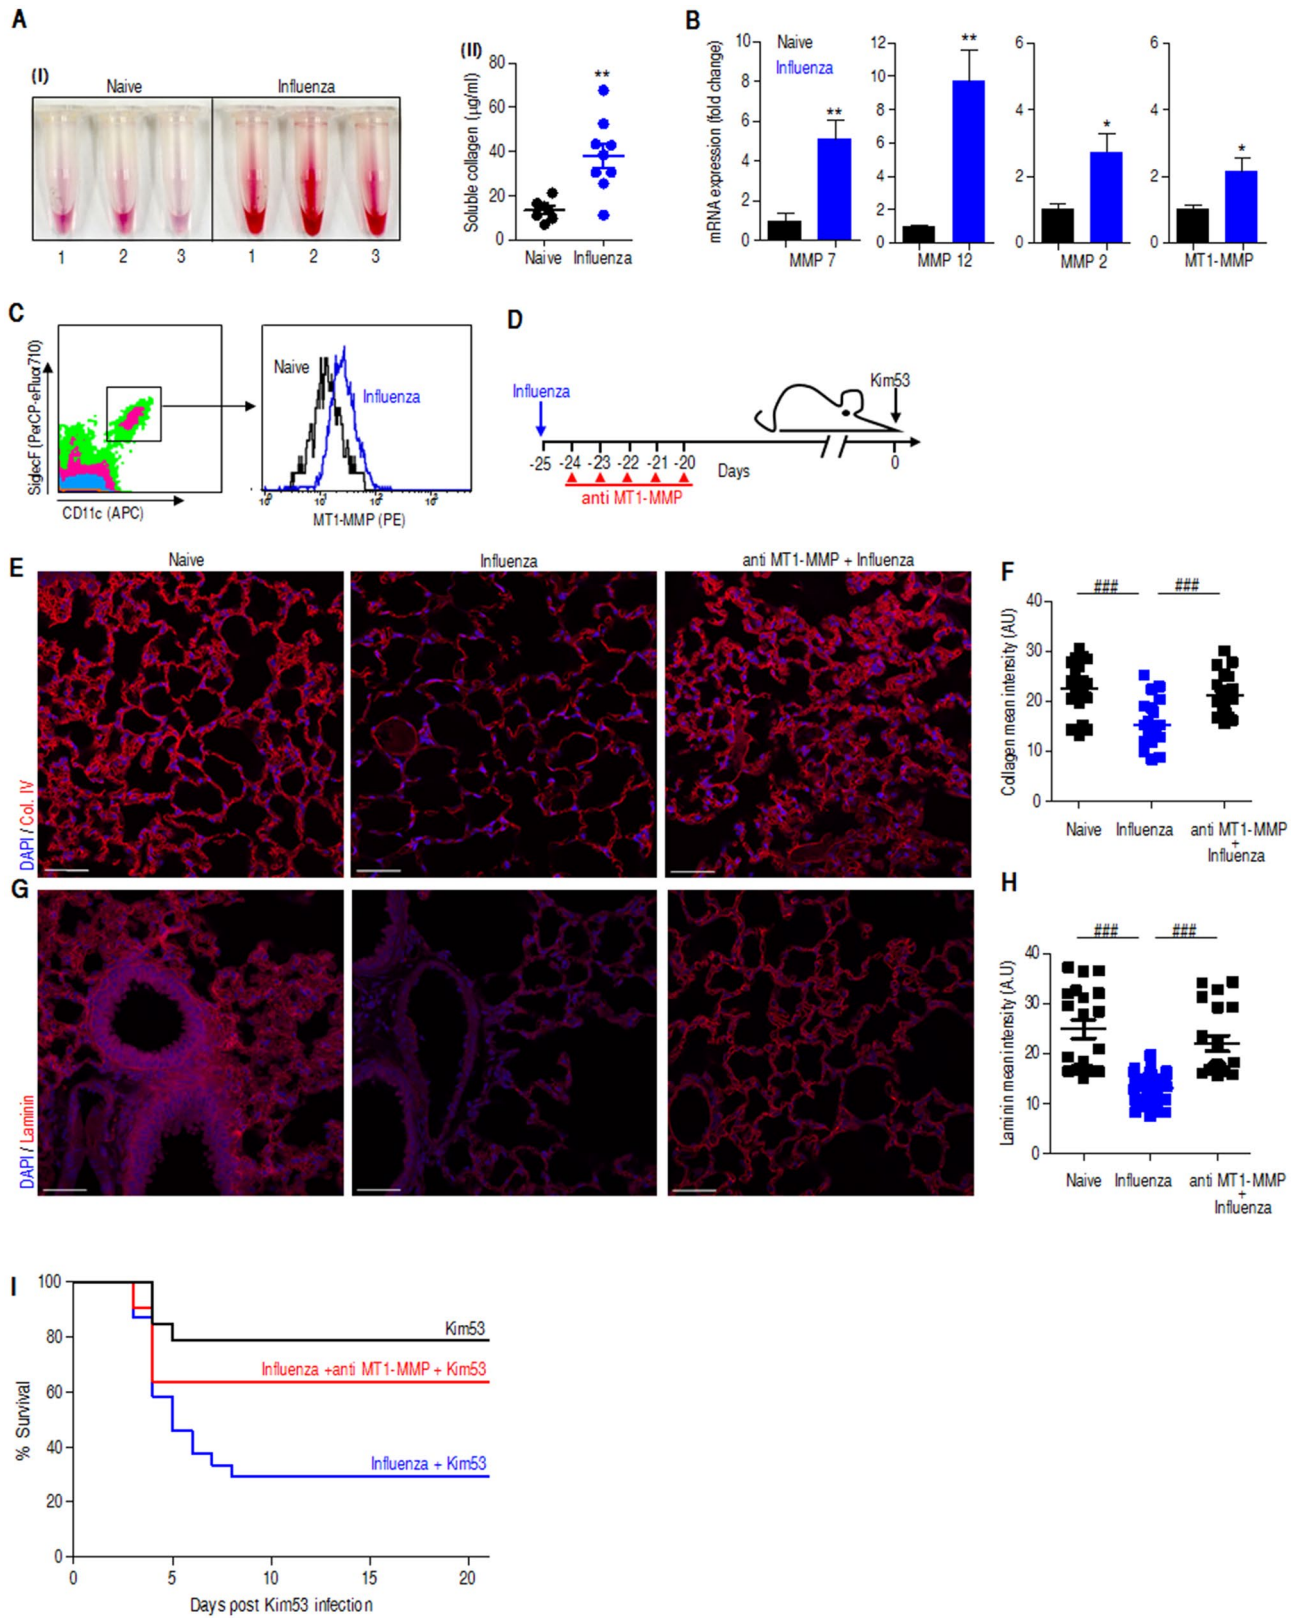 A
(I)
Naive
Influenza
1
2
3
1
2
3
(II)
Soluble collagen (µg/ml)
80
60
40
20
0
**
Naive
Influenza
B
mRNA expression (fold change)
10
8
6
4
2
0
Naive
Influenza
**
MMP 7
12
10
8
6
4
2
0
**
MMP 12
6
4
2
0
*
MMP 2
6
4
2
0
*
MT1-MMP
C
SiglecF (PerCP-eFluor710)
CD11c (APC)
Naive
Influenza
MT1-MMP (PE)
D
Influenza
Kim53
-25
-24
-23
-22
-21
-20
Days
0
anti MT1-MMP
E
Naive
Influenza
anti MT1-MMP + Influenza
DAPI / Col. IV
F
Collagen mean intensity (AU)
###
###
40
30
20
10
0
Naive
Influenza
anti MT1-MMP
+
Influenza
G
DAPI / Laminin
H
Laminin mean intensity (A.U)
###
###
40
30
20
10
0
Naive
Influenza
anti MT1-MMP
+
Influenza
I
% Survival
100
80
60
40
20
0
Kim53
Influenza +anti MT1-MMP + Kim53
Influenza + Kim53
0
5
10
15
20
Days post Kim53 infection